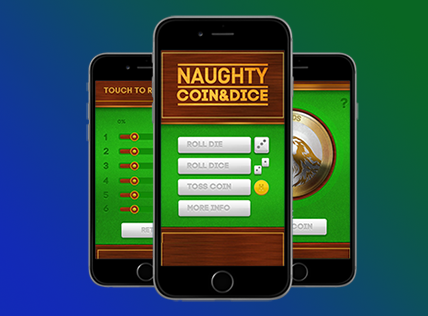 TOUCH TO R
0%
1
2
3
4
5
6
RET
NAUGHTY
COIN&DICE
ROLL DIE
ROLL DICE
TOSS COIN
MORE INFO
?
COIN